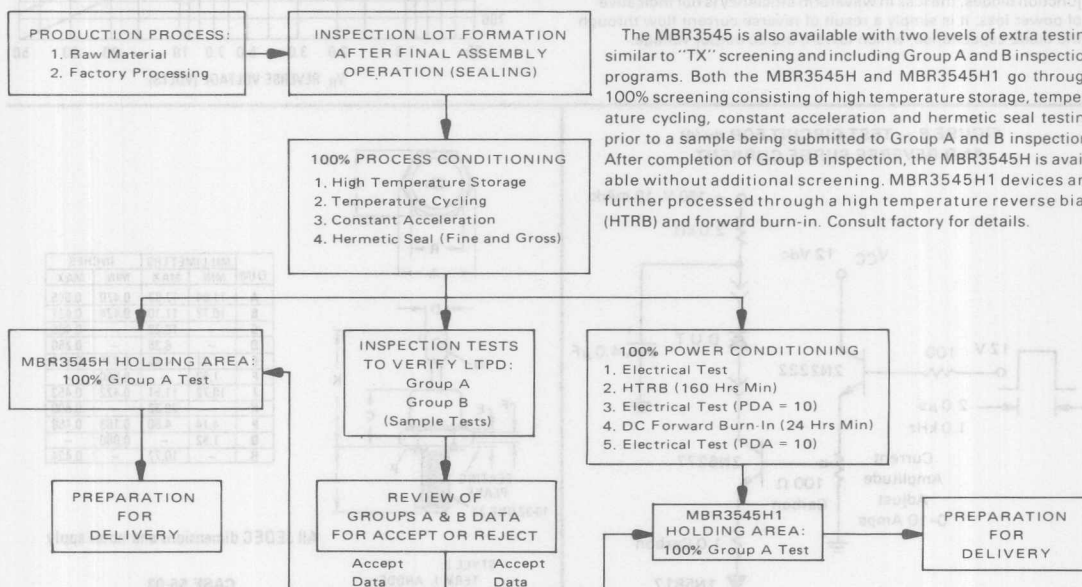 PRODUCTION PROCESS:
1. Raw Material
2. Factory Processing
INSPECTION LOT FORMATION
AFTER FINAL ASSEMBLY
OPERATION (SEALING)
The MBR3545 is also available with two levels of extra testin
similar to "TX" screening and including Group A and B inspectio
programs. Both the MBR3545H and MBR3545H1 go throug
100% screening consisting of high temperature storage, temper
ature cycling, constant acceleration and hermetic seal testin
prior to a sample being submitted to Group A and B inspection
After completion of Group B inspection, the MBR3545H is avai
able without additional screening. MBR3545H1 devices ar
further processed through a high temperature reverse bia
(HTRB) and forward burn-in. Consult factory for details.
100% PROCESS CONDITIONING
1. High Temperature Storage
2. Temperature Cycling
3. Constant Acceleration
4. Hermetic Seal (Fine and Gross)
MBR3545H HOLDING AREA:
100% Group A Test
INSPECTION TESTS
TO VERIFY LTPD:
Group A
Group B
(Sample Tests)
100% POWER CONDITIONING
1. Electrical Test
2. HTRB (160 Hrs Min)
3. Electrical Test (PDA = 10)
4. DC Forward Burn-In (24 Hrs Min)
5. Electrical Test (PDA = 10)
PREPARATION
FOR
DELIVERY
REVIEW OF
GROUPS A & B DATA
FOR ACCEPT OR REJECT
MBR3545H1
HOLDING AREA:
100% Group A Test
PREPARATION
FOR
DELIVERY
Accept
Data
Accept
Data